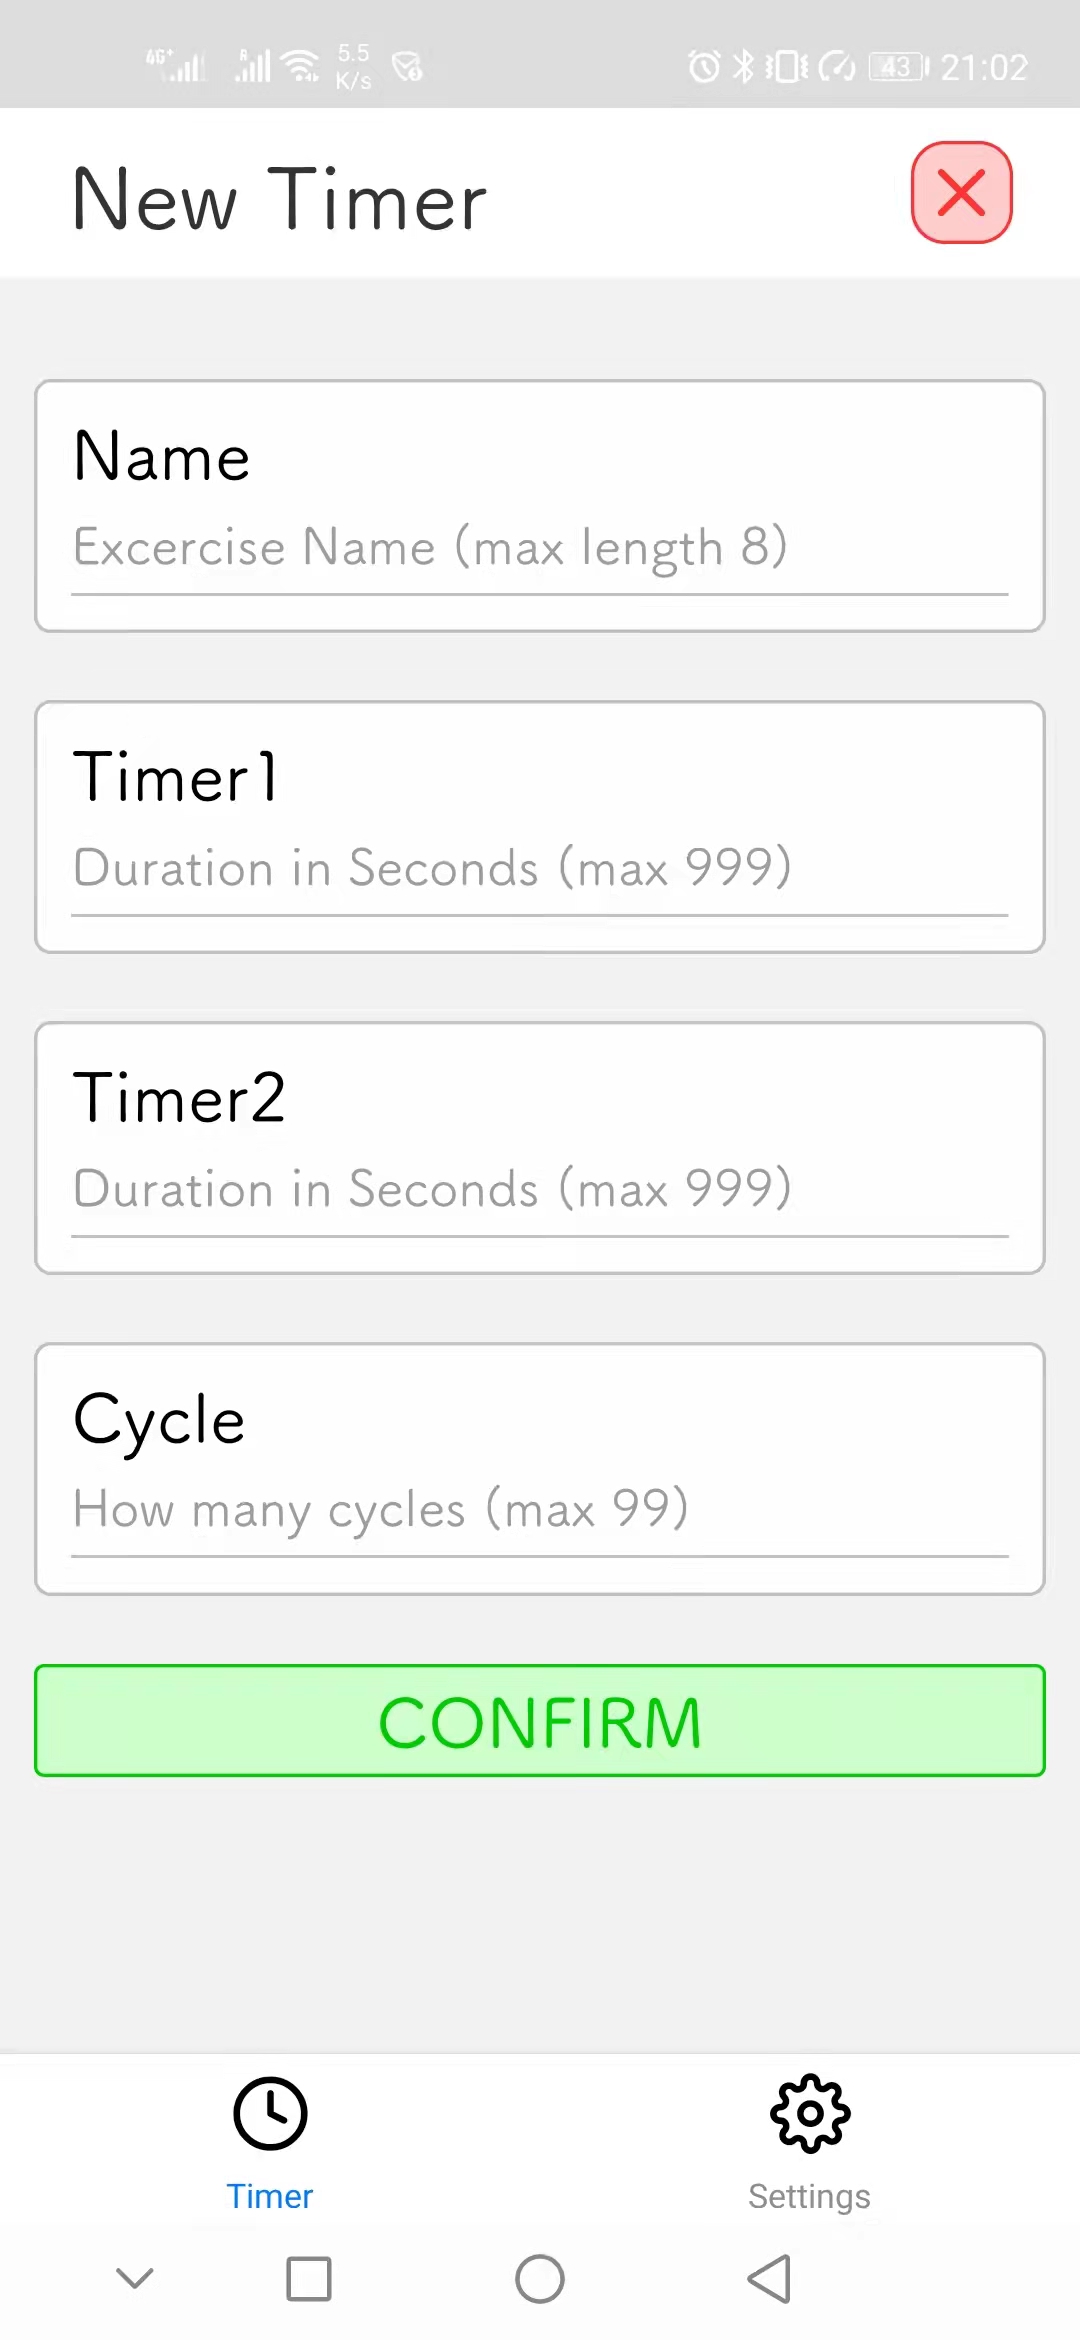 4G+ R 5.5 K/s 43 21:02
New Timer
Name
Excercise Name (max length 8)
Timer1
Duration in Seconds (max 999)
Timer2
Duration in Seconds (max 999)
Cycle
How many cycles (max 99)
CONFIRM
Timer Settings